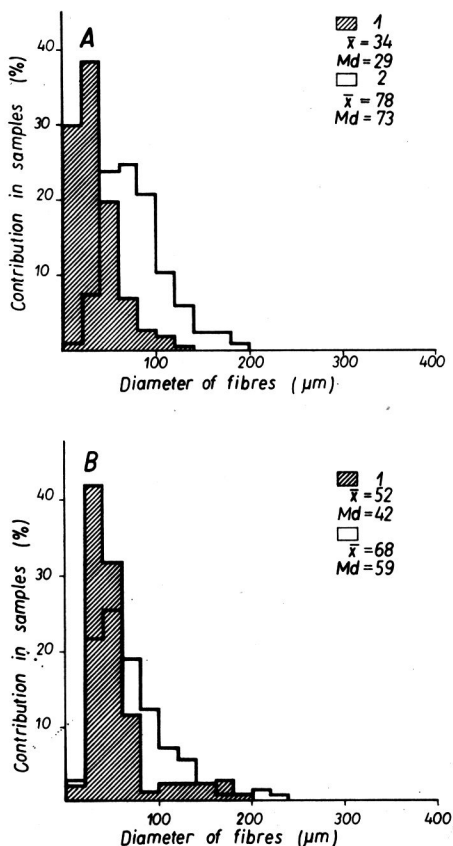 A
1
x̄ = 34
Md = 29
2
x̄ = 78
Md = 73
Contribution in samples (%)
40
30
20
10
100 200 300 400
Diameter of fibres (µm)
B
1
x̄ = 52
Md = 42
x̄ = 68
Md = 59
Contribution in samples (%)
40
30
20
10
100 200 300 400
Diameter of fibres (µm)